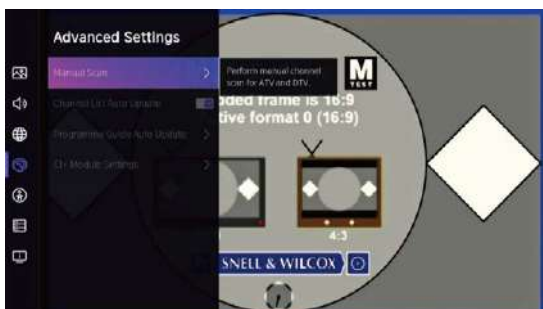 Advanced Settings
Manual Scan
Perform manual channel
scan for ATV and DTV.
Channel List Auto Update
Programme Guide Auto Update
CI+ Module Settings
M
TEST
oded frame is 16:9
tive format 0 (16:9)
4:3
SNELL & WILCOX